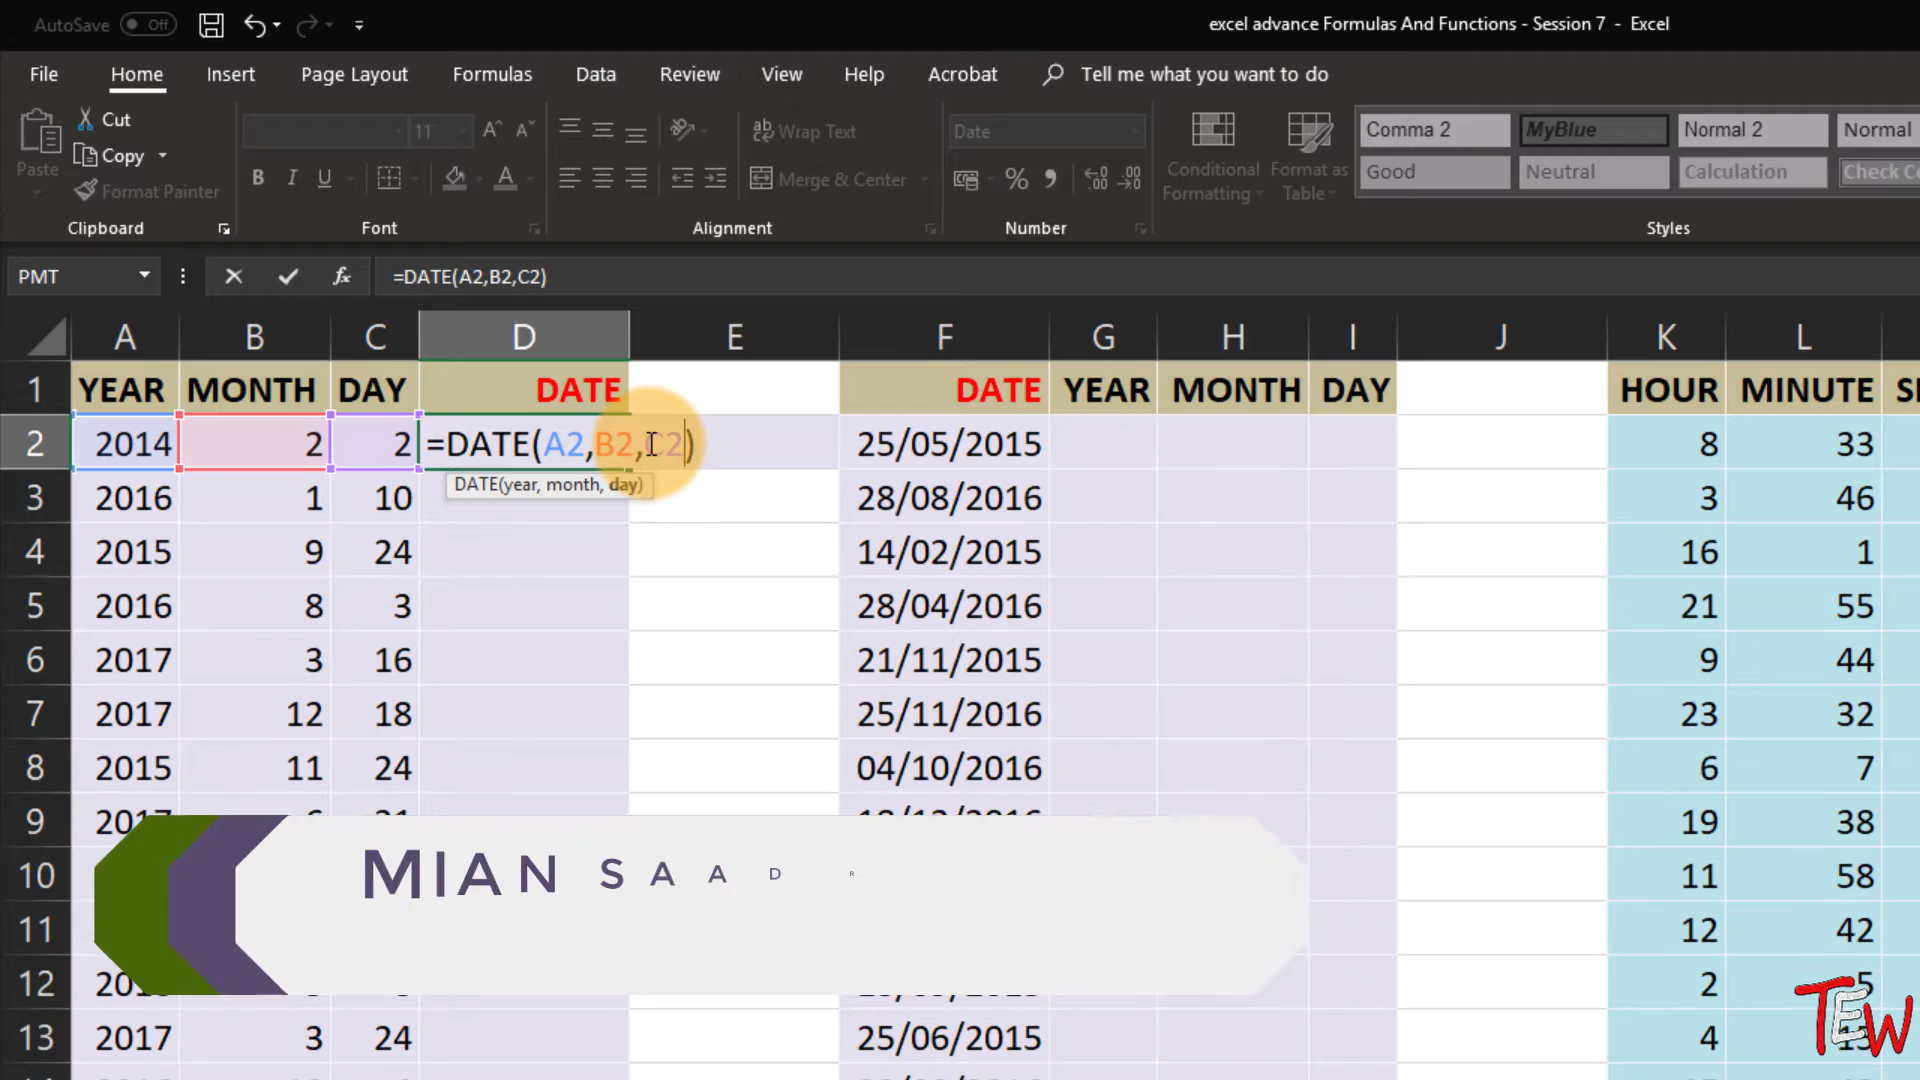 AutoSave Off excel advance Formulas And Functions - Session 7 - Excel
File Home Insert Page Layout Formulas Data Review View Help Acrobat Tell me what you want to do
Paste Cut Copy Format Painter
11 B I U
ab Wrap Text Merge & Center
Date % 9 .00 .0
Conditional Formatting Format as Table
Comma 2 MyBlue Normal 2 Normal
Good Neutral Calculation Check
Clipboard Font Alignment Number Styles
PMT fx =DATE(A2,B2,C2)
A B C D E F G H I J K L
1 YEAR MONTH DAY DATE DATE YEAR MONTH DAY HOUR MINUTE
2 2014 2 2 =DATE(A2,B2,C2) 25/05/2015 8 33
DATE(year, month, day)
3 2016 1 10 28/08/2016 3 46
4 2015 9 24 14/02/2015 16 1
5 2016 8 3 28/04/2016 21 55
6 2017 3 16 21/11/2015 9 44
7 2017 12 18 25/11/2016 23 32
8 2015 11 24 04/10/2016 6 7
9 19 38
10 MIAN SAAD R 11 58
11 12 42
12 2
13 2017 3 24 25/06/2015 4
TEW